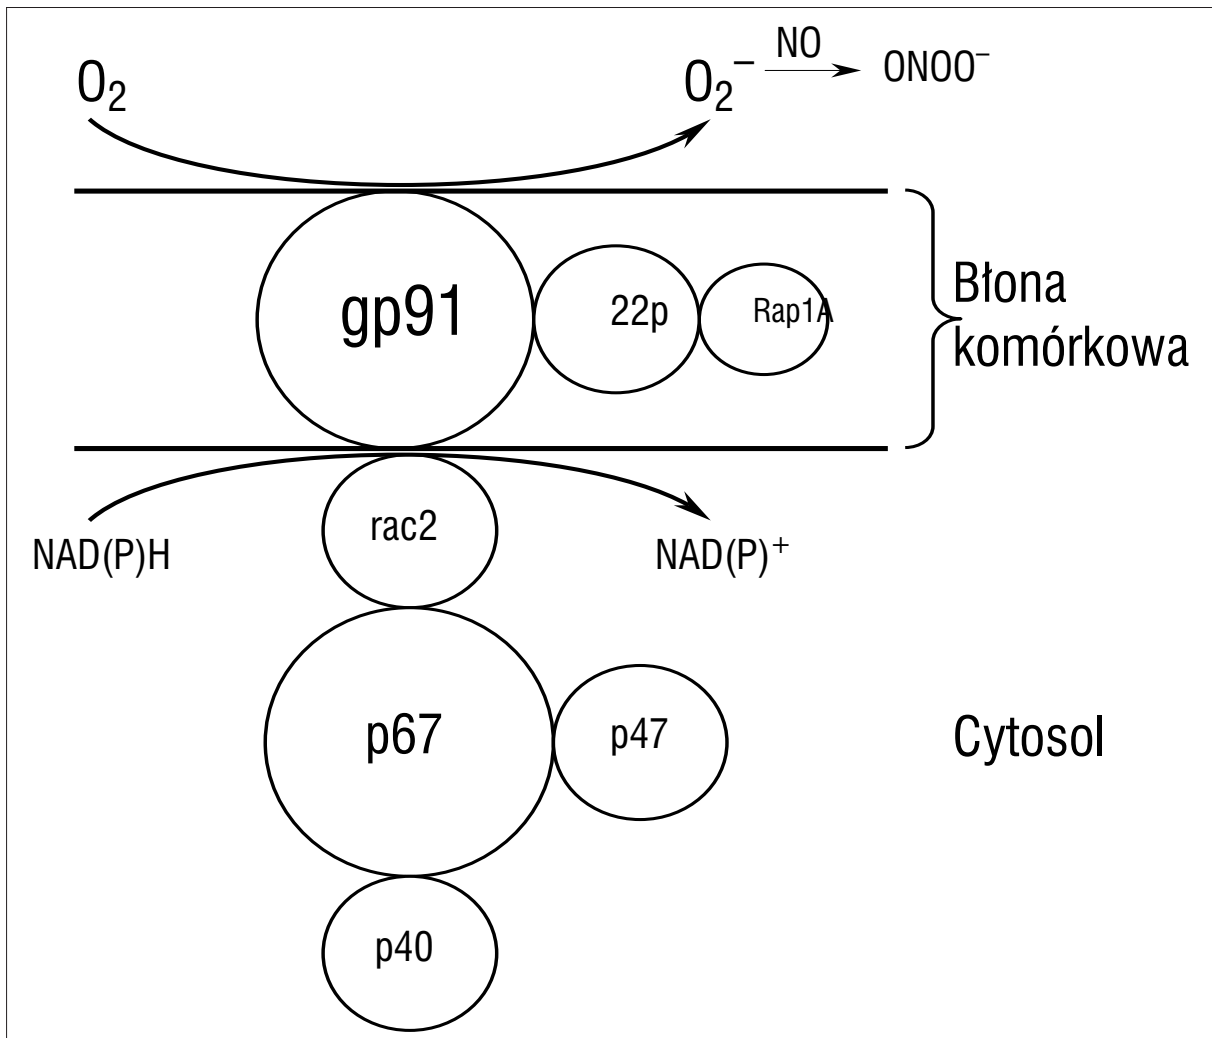 O₂
O₂⁻
NO
ONOO⁻
gp91
22p
Rap1A
Błona
komórkowa
rac2
NAD(P)H
NAD(P)⁺
p67
p47
Cytosol
p40